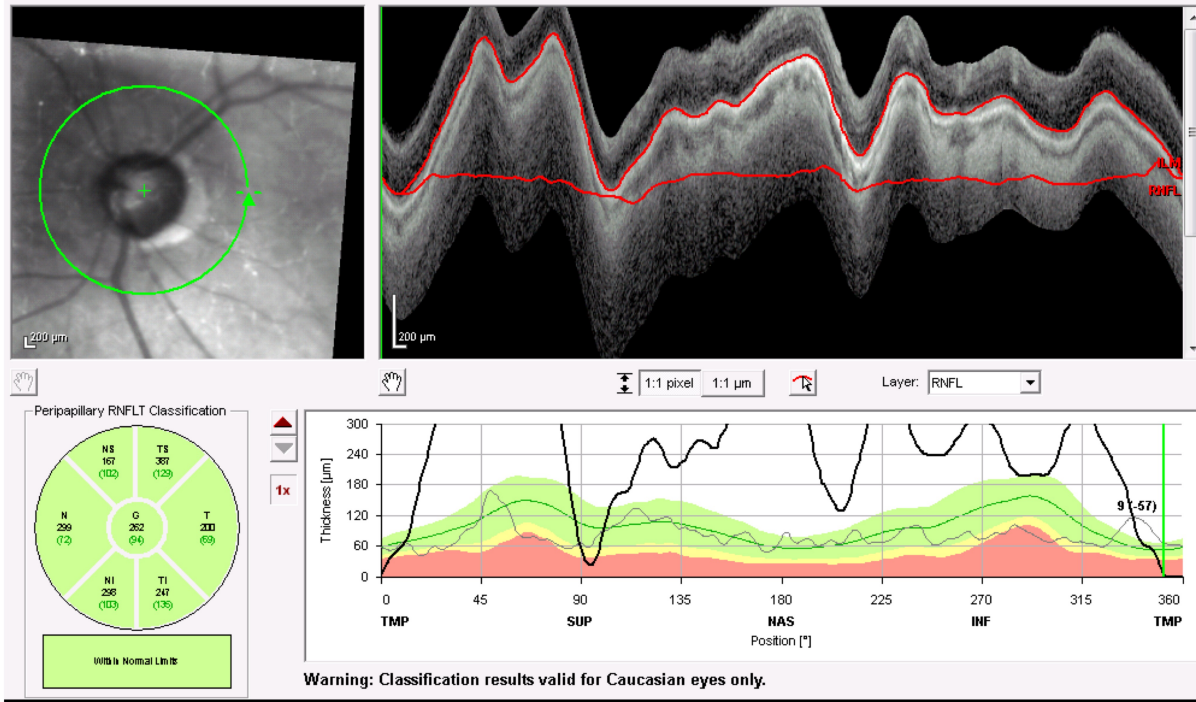 200 µm
200 µm
ILM
RNFL
1:1 pixel
1:1 µm
Layer:
RNFL
Peripapillary RNFLT Classification
NS
167
(102)
TS
387
(129)
N
299
(72)
G
262
(94)
T
200
(69)
NI
298
(103)
TI
247
(135)
Within Normal Limits
1x
Thickness [µm]
300
240
180
120
60
0
9 (-57)
0 45 90 135 180 225 270 315 360
TMP SUP NAS INF TMP
Position [°]
Warning: Classification results valid for Caucasian eyes only.